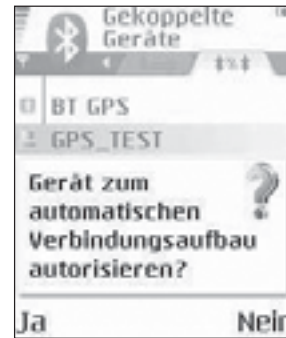 Gekoppelte
Geräte
BT GPS
GPS_TEST
Gerät zum
automatischen
Verbindungsaufbau
autorisieren?
Ja Nein